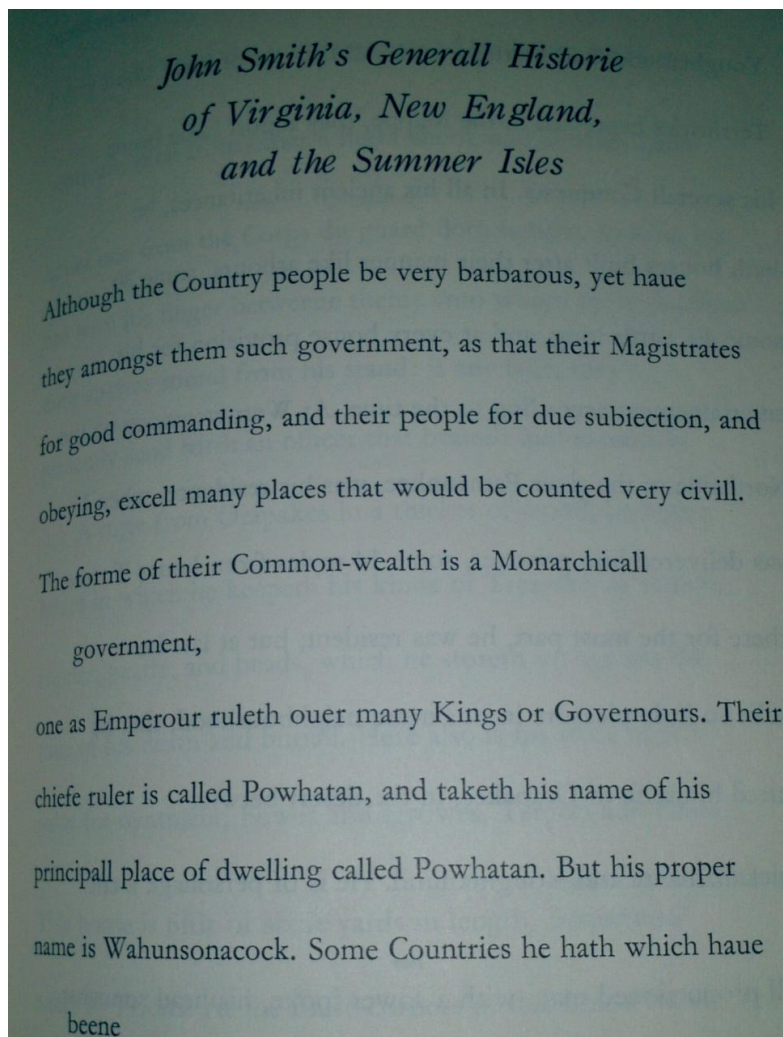 John Smith's Generall Historie
of Virginia, New England,
and the Summer Isles
Although the Country people be very barbarous, yet haue
they amongst them such government, as that their Magistrates
for good commanding, and their people for due subiection, and
obeying, excell many places that would be counted very civill.
The forme of their Common-wealth is a Monarchicall
government,
one as Emperour ruleth ouer many Kings or Governours. Their
chiefe ruler is called Powhatan, and taketh his name of his
principall place of dwelling called Powhatan. But his proper
name is Wahunsonacock. Some Countries he hath which haue
beene